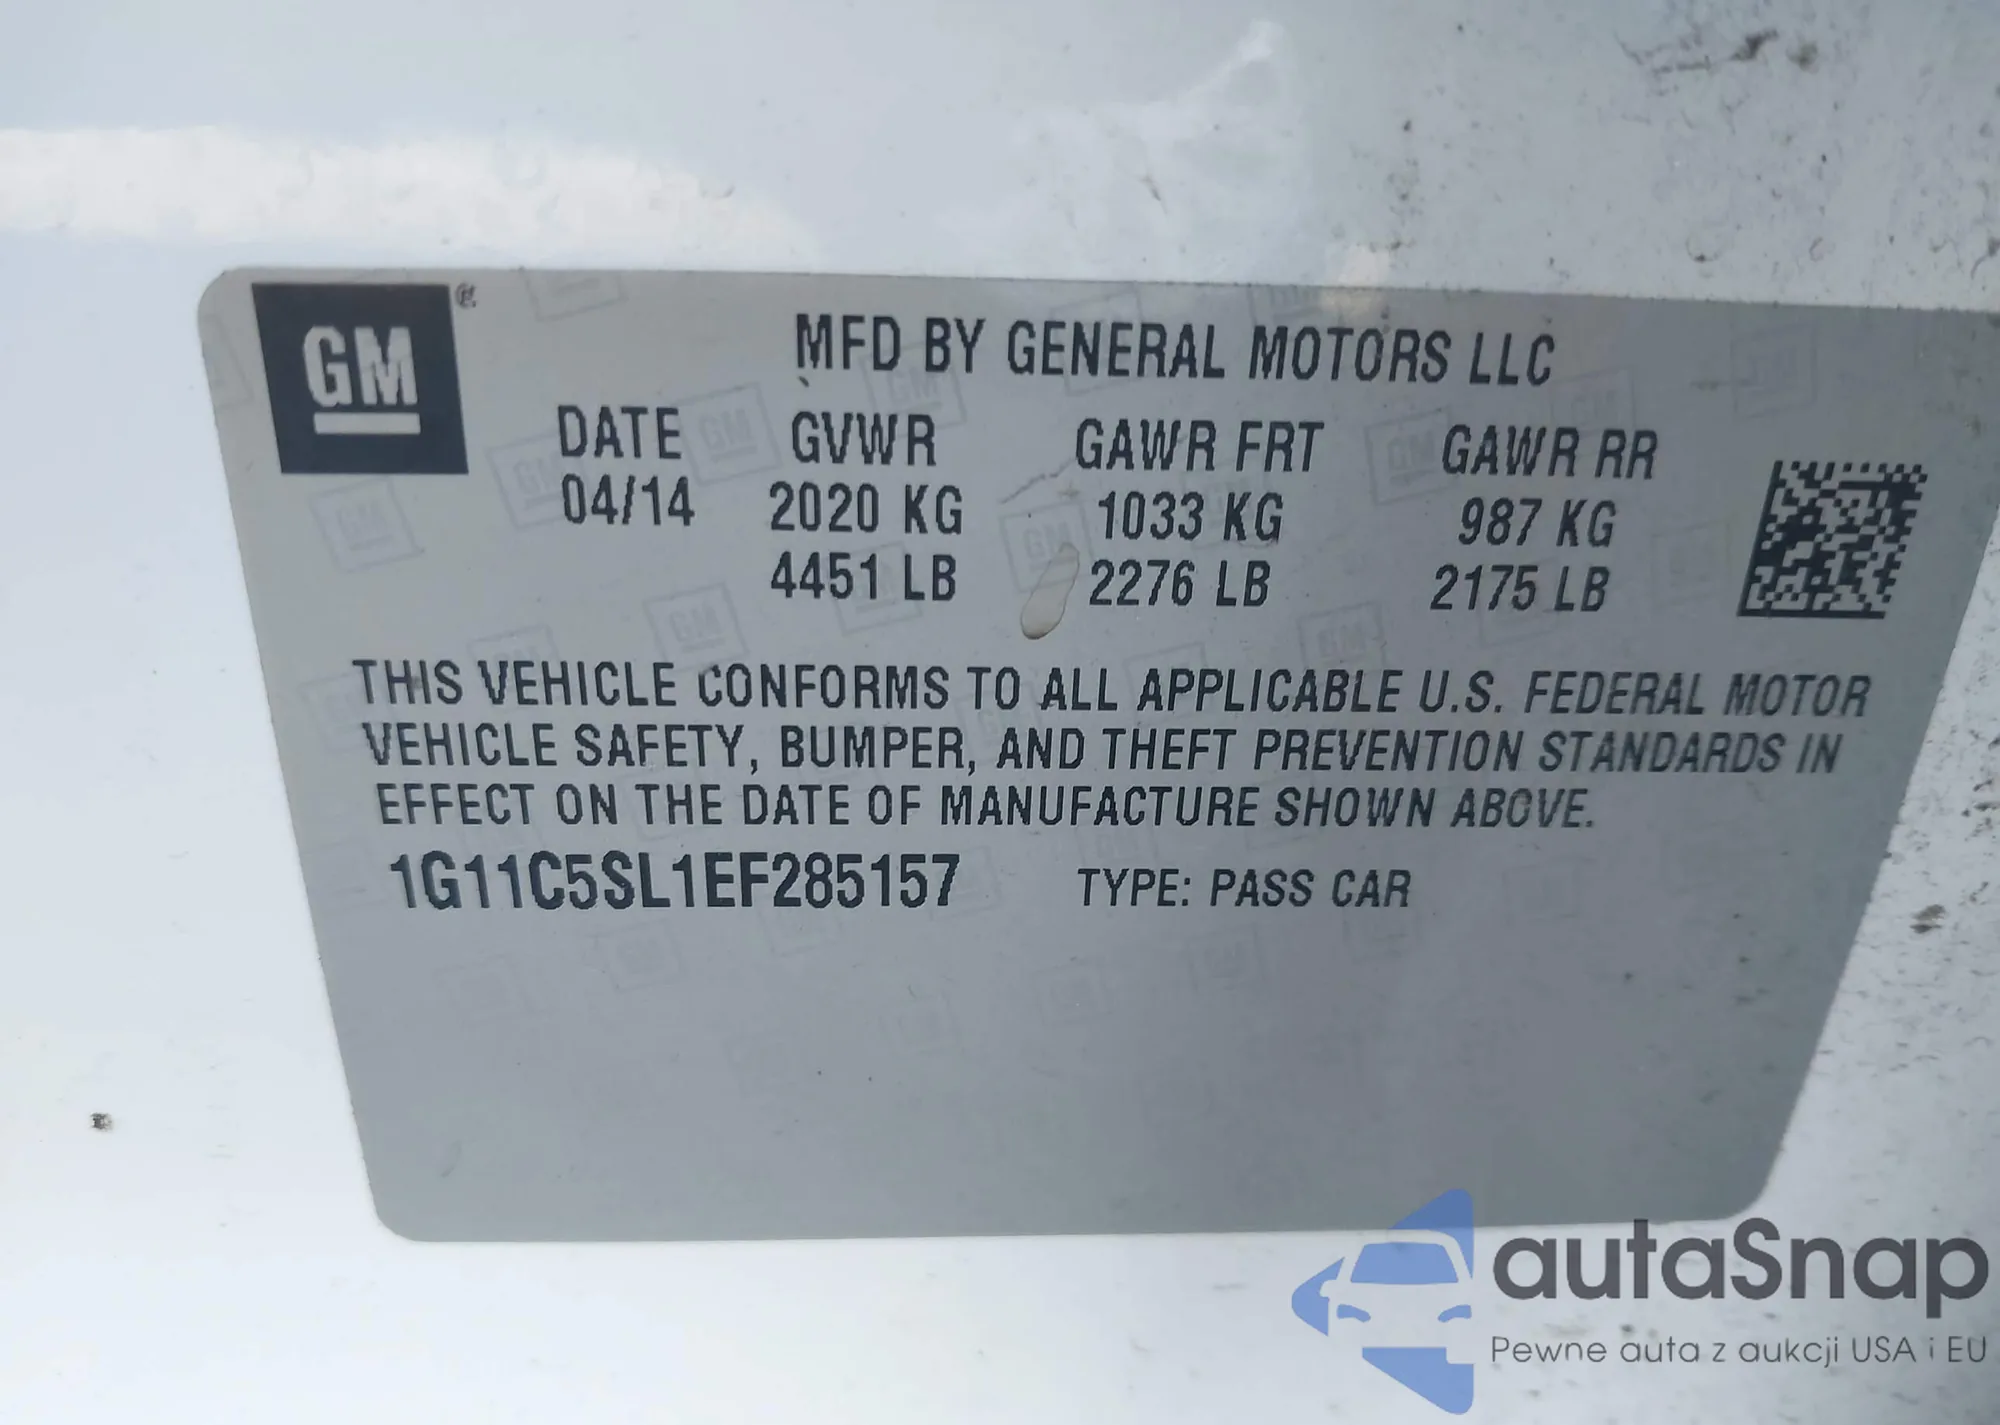 GM
MFD BY GENERAL MOTORS LLC
DATE GVWR GAWR FRT GAWR RR
04/14 2020 KG 1033 KG 987 KG
4451 LB 2276 LB 2175 LB
THIS VEHICLE CONFORMS TO ALL APPLICABLE U.S. FEDERAL MOTOR
VEHICLE SAFETY, BUMPER, AND THEFT PREVENTION STANDARDS IN
EFFECT ON THE DATE OF MANUFACTURE SHOWN ABOVE.
1G11C5SL1EF285157 TYPE: PASS CAR
autaSnap
Pewne auta z aukcji USA i EU